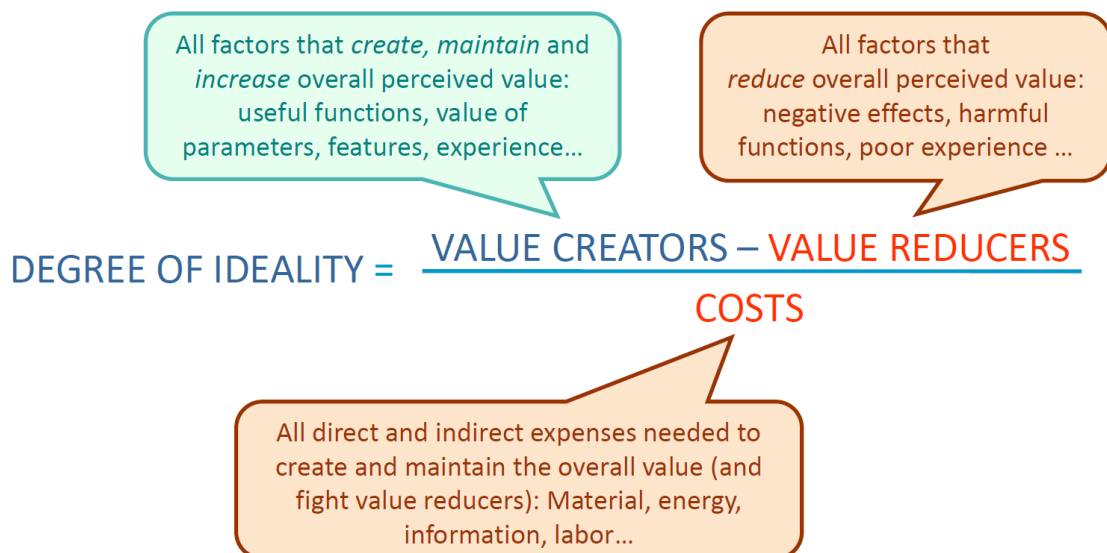 All factors that create, maintain and
increase overall perceived value:
useful functions, value of
parameters, features, experience…
All factors that
reduce overall perceived value:
negative effects, harmful
functions, poor experience …
DEGREE OF IDEALITY =
VALUE CREATORS – VALUE REDUCERS
COSTS
All direct and indirect expenses needed to
create and maintain the overall value (and
fight value reducers): Material, energy,
information, labor…